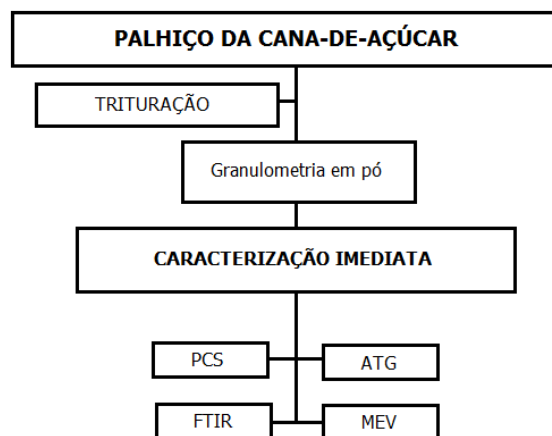 PALHIÇO DA CANA-DE-AÇÚCAR
TRITURAÇÃO
Granulometria em pó
CARACTERIZAÇÃO IMEDIATA
PCS
ATG
FTIR
MEV